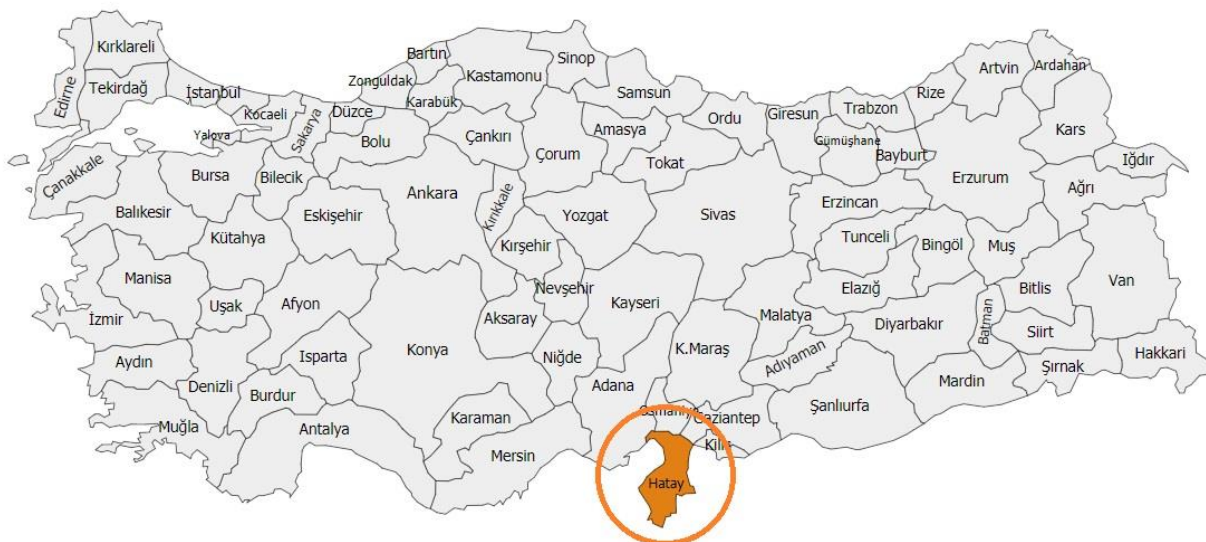 Kırklareli
Edirne
Tekirdağ
İstanbul
Kocaeli
Yalova
Sakarya
Düzce
Zonguldak
Bartın
Karabük
Kastamonu
Sinop
Samsun
Ordu
Giresun
Trabzon
Rize
Artvin
Ardahan
Kars
Iğdır
Ağrı
Erzurum
Bayburt
Gümüşhane
Tokat
Amasya
Çorum
Çankırı
Bolu
Bilecik
Bursa
Çanakkale
Balıkesir
Kütahya
Eskişehir
Ankara
Kırıkkale
Kırşehir
Yozgat
Sivas
Erzincan
Tunceli
Bingöl
Muş
Bitlis
Van
Hakkari
Şırnak
Siirt
Batman
Diyarbakır
Elazığ
Malatya
Kayseri
Nevşehir
Aksaray
Konya
Afyon
Uşak
Manisa
İzmir
Aydın
Denizli
Isparta
Burdur
Muğla
Antalya
Karaman
Mersin
Niğde
Adana
K.Maraş
Adıyaman
Şanlıurfa
Mardin
Gaziantep
Osmaniye
Kilis
Hatay